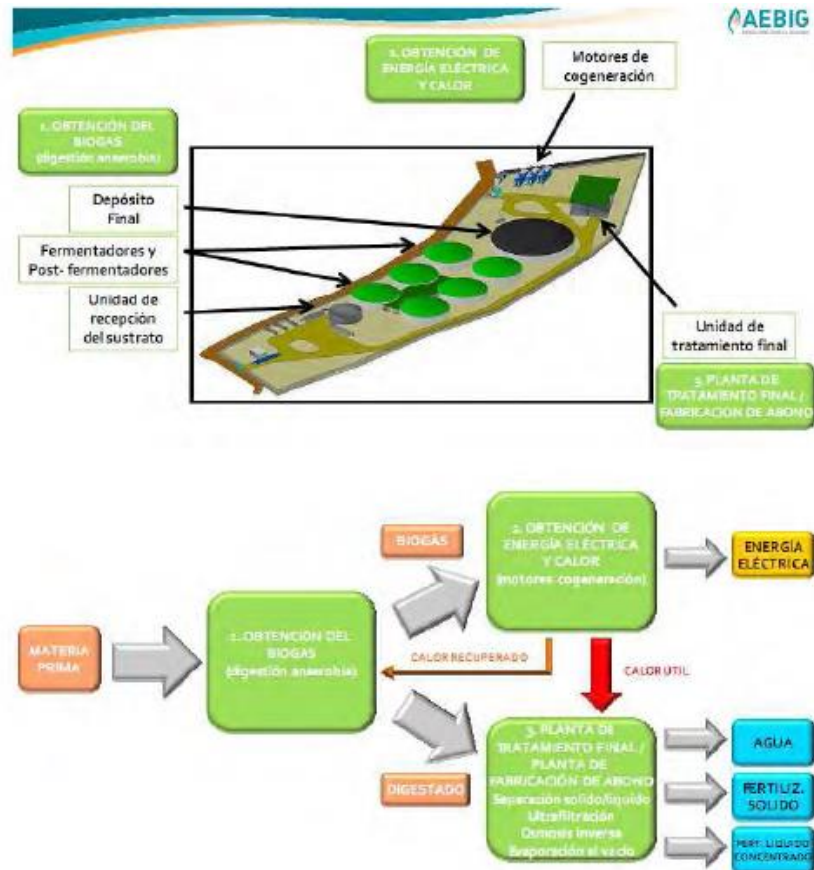 AEBIG
2. OBTENCIÓN DE
ENERGÍA ELÉCTRICA
Y CALOR
Motores de
cogeneración
1. OBTENCIÓN DEL
BIOGAS
(digestión anaerobia)
Depósito
Final
Fermentadores y
Post- fermentadores
Unidad de
recepción
del sustrato
Unidad de
tratamiento final
3. PLANTA DE
TRATAMIENTO FINAL /
FABRICACIÓN DE ABONO
BIOGÁS
2. OBTENCIÓN DE
ENERGÍA ELÉCTRICA
Y CALOR
(motores cogeneración)
ENERGÍA
ELÉCTRICA
MATERIA
PRIMA
1. OBTENCIÓN DEL
BIOGAS
(digestión anaerobia)
CALOR RECUPERADO
CALOR ÚTIL
DIGESTADO
3. PLANTA DE
TRATAMIENTO FINAL /
PLANTA DE
FABRICACIÓN DE ABONO
Separación solido/líquido
Ultrafiltración
Osmosis inversa
Evaporación al vacío
AGUA
FERTILIZ.
SOLIDO
FERT. LIQUIDO
CONCENTRADO